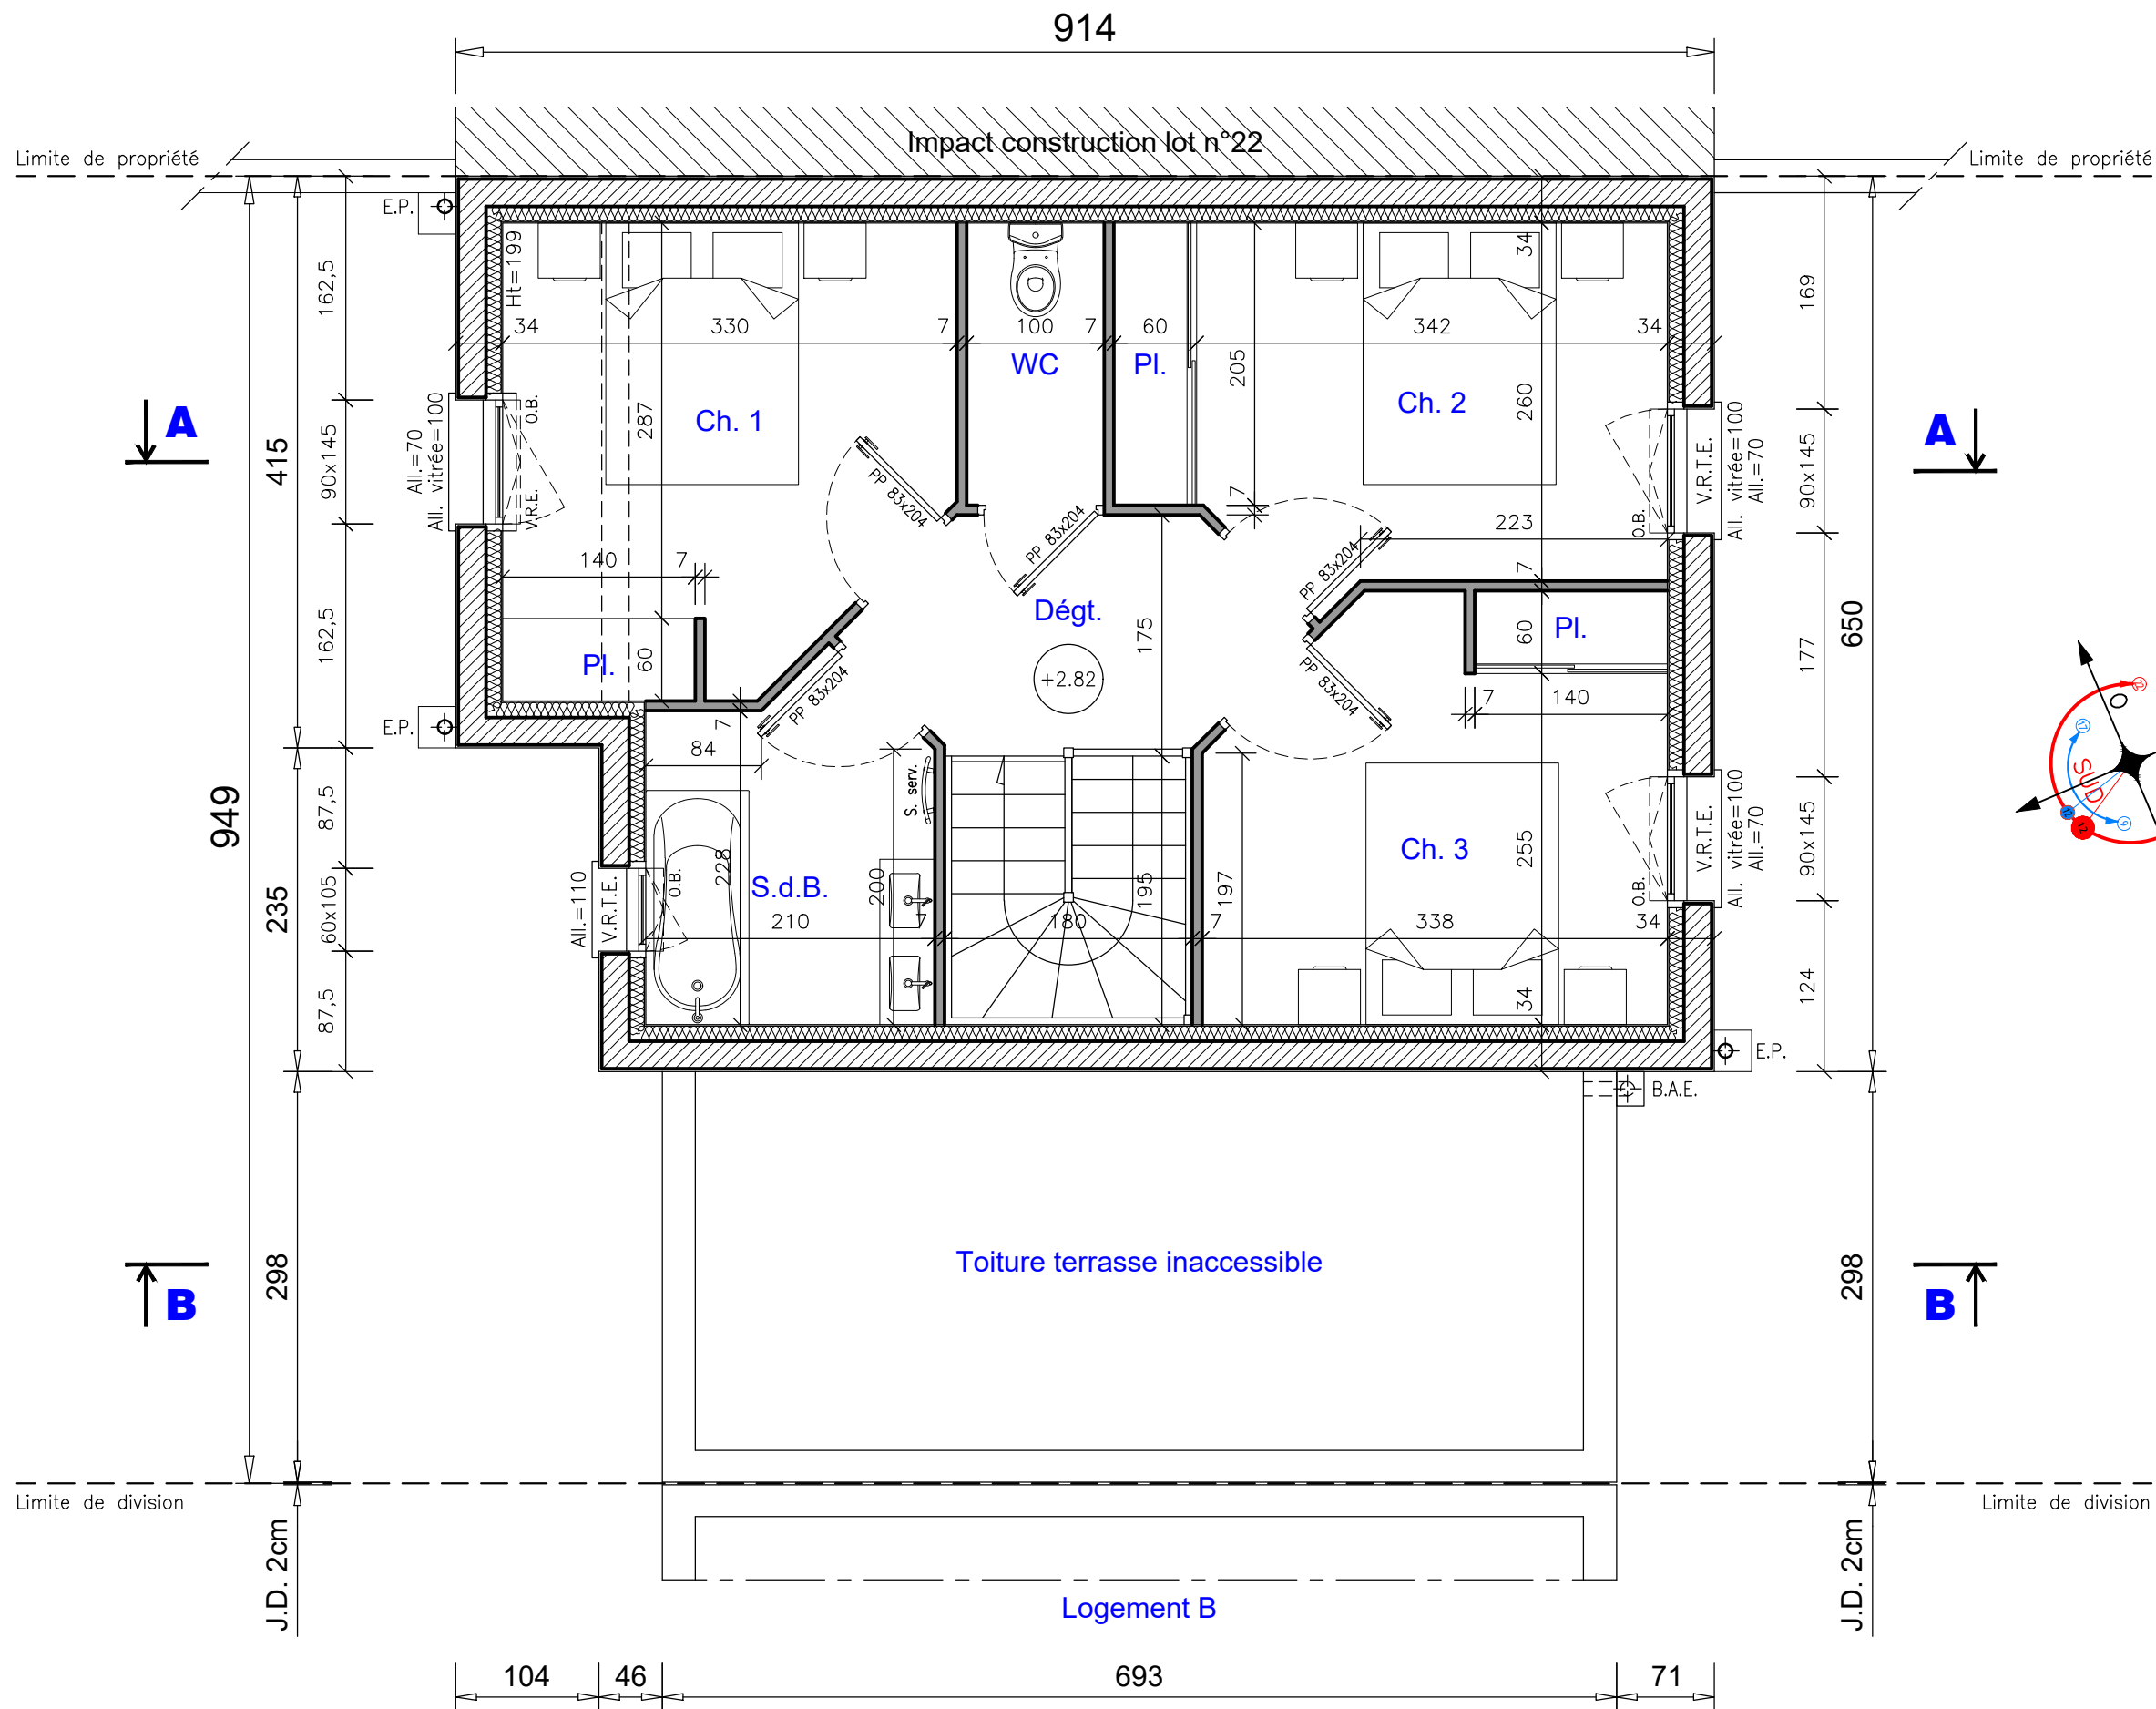 914
Impact construction lot n°22
Limite de propriété
Limite de propriété
E.P.
Ht=199
34
162,5
169
34
330
7
100
7
60
342
34
WC
Pl.
205
Ch. 1
Ch. 2
287
260
A
A
415
90x145
All.=70
All. vitrée=100
O.B.
V.R.E.
PP 83x204
PP 83x204
PP 83x204
7
223
O.B.
V.R.T.E.
All. vitrée=100
All.=70
90x145
140
7
7
Dégt.
175
+2.82
162,5
Pl.
60
60
Pl.
177
650
PP 83x204
PP 83x204
7
140
E.P.
7
84
O
SUD
17
9
12
949
87,5
S. serv.
228
S.d.B.
200
195
197
Ch. 3
255
O.B.
V.R.T.E.
All. vitrée=100
All.=70
90x145
235
60x105
All.=110
V.R.T.E.
O.B.
210
7
180
7
338
34
87,5
34
124
E.P.
B.A.E.
298
298
Toiture terrasse inaccessible
B
B
Limite de division
Limite de division
J.D. 2cm
J.D. 2cm
Logement B
104
46
693
71